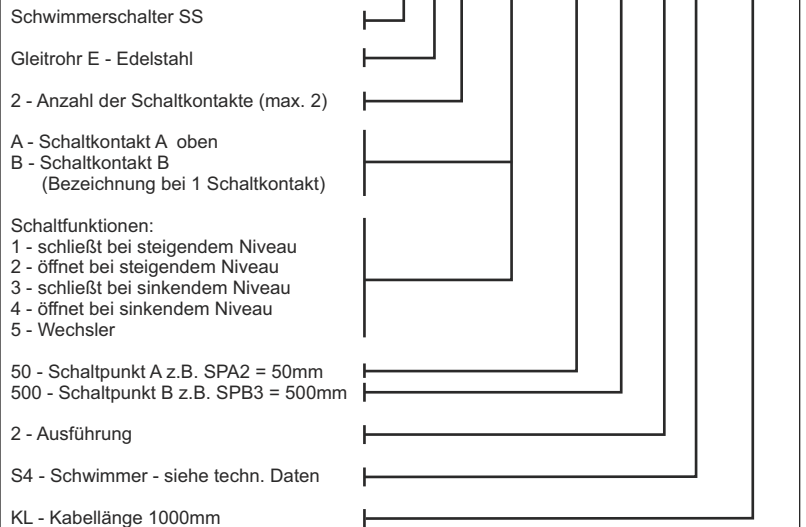 Schwimmerschalter SS
Gleitrohr E - Edelstahl
2 - Anzahl der Schaltkontakte (max. 2)
A - Schaltkontakt A oben
B - Schaltkontakt B
(Bezeichnung bei 1 Schaltkontakt)
Schaltfunktionen:
1 - schließt bei steigendem Niveau
2 - öffnet bei steigendem Niveau
3 - schließt bei sinkendem Niveau
4 - öffnet bei sinkendem Niveau
5 - Wechsler
50 - Schaltpunkt A z.B. SPA2 = 50mm
500 - Schaltpunkt B z.B. SPB3 = 500mm
2 - Ausführung
S4 - Schwimmer - siehe techn. Daten
KL - Kabellänge 1000mm